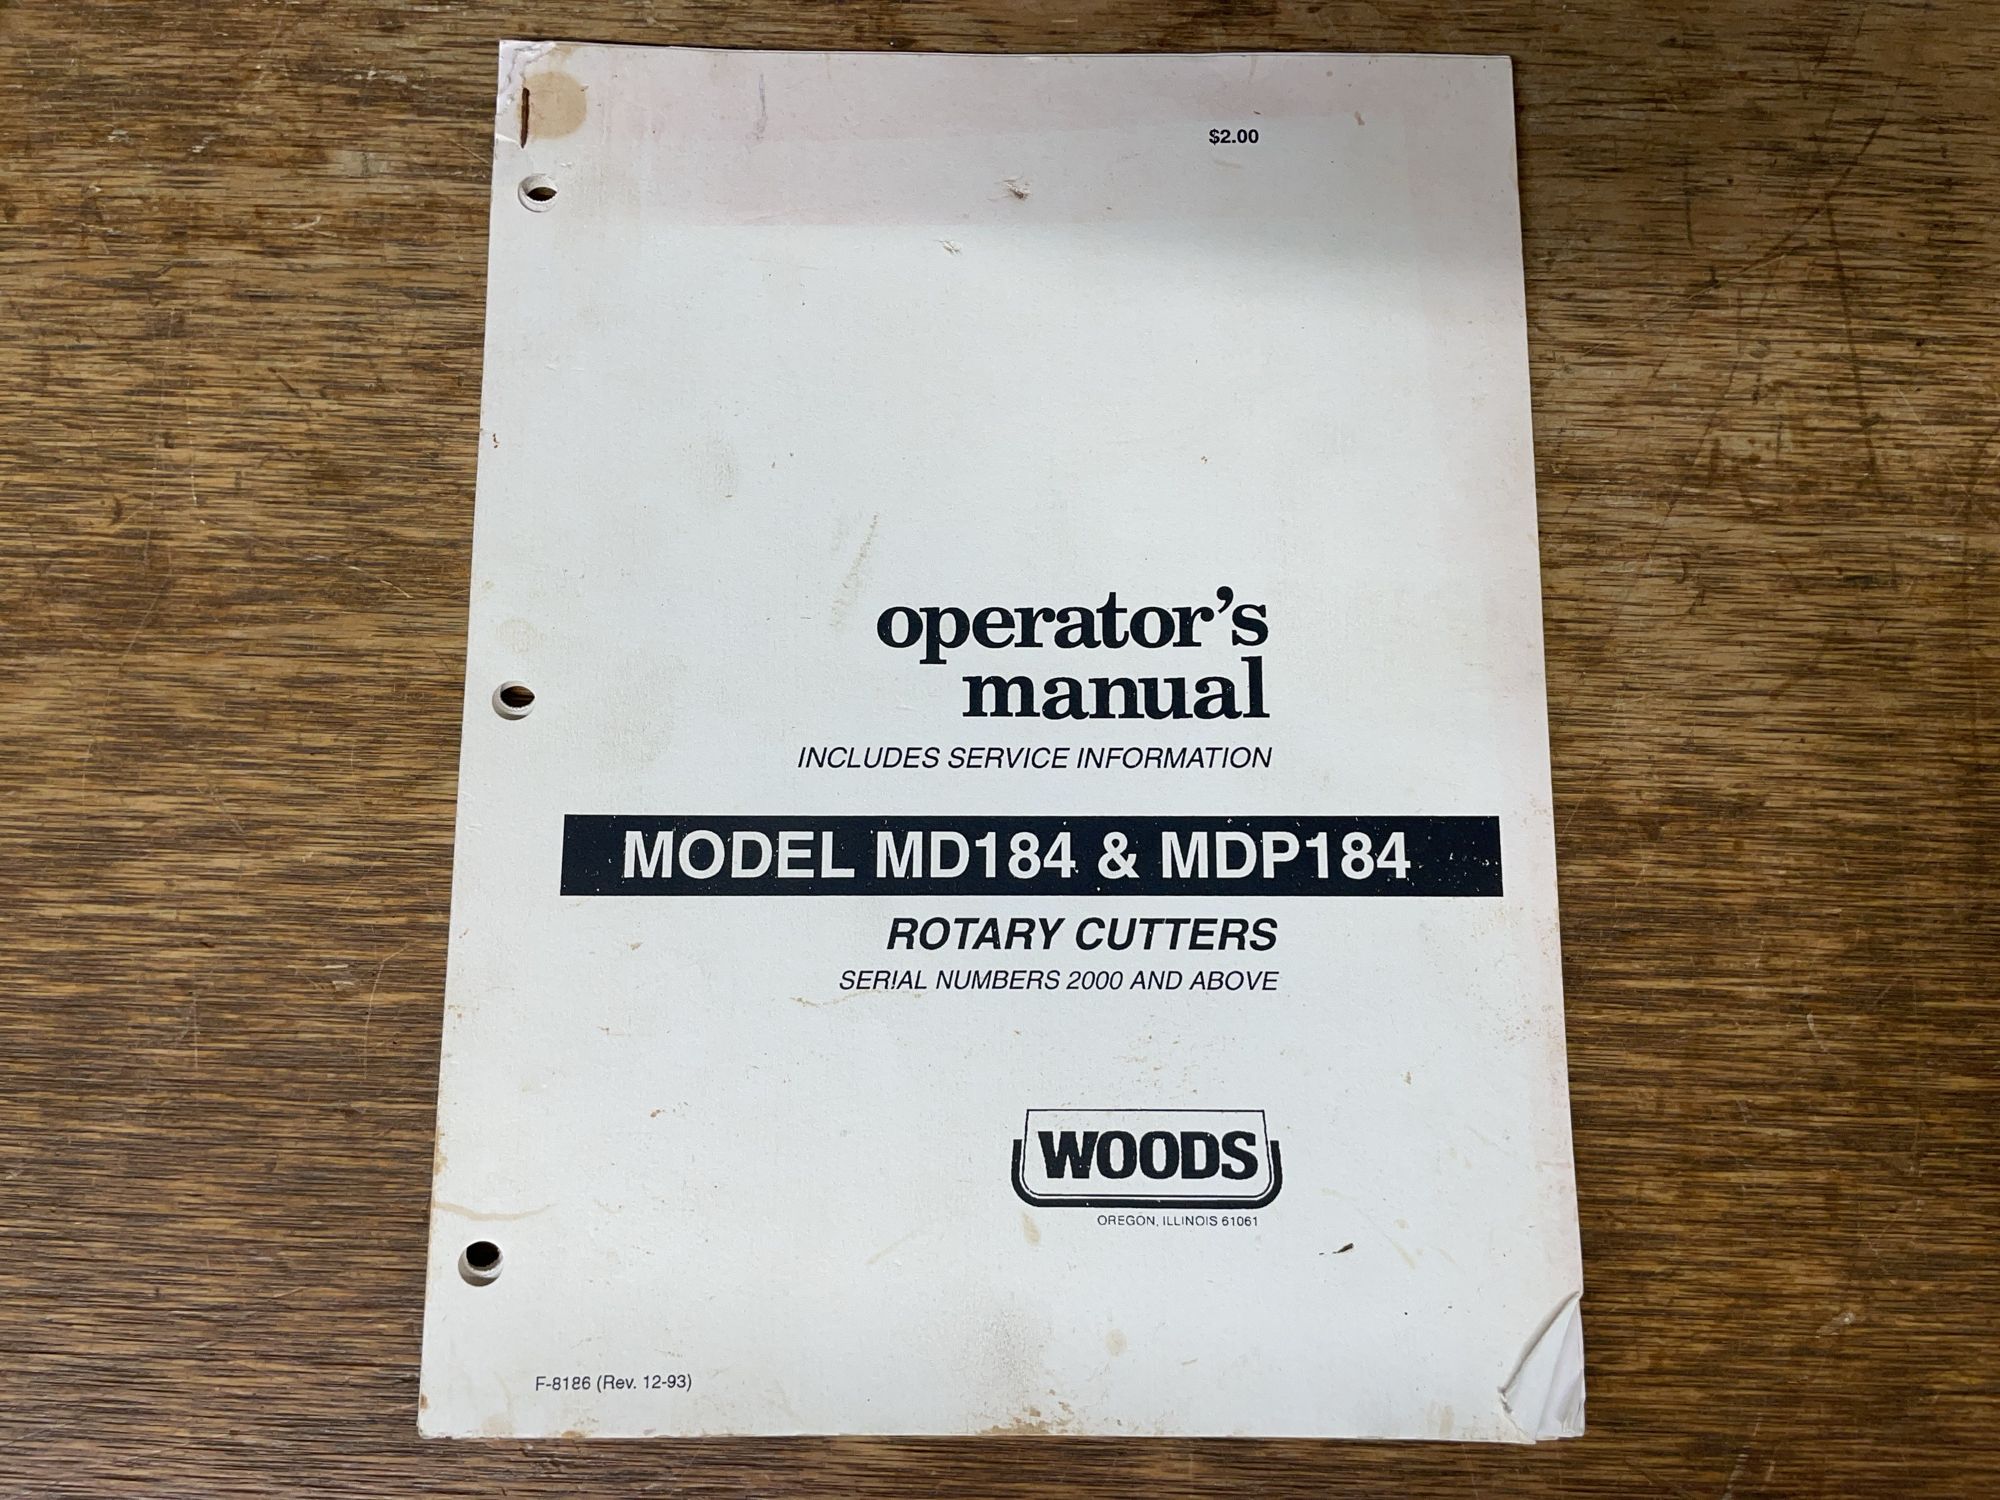 $2.00
operator's
manual
INCLUDES SERVICE INFORMATION
MODEL MD184 & MDP184
ROTARY CUTTERS
SERIAL NUMBERS 2000 AND ABOVE
WOODS
OREGON, ILLINOIS 61061
F-8186 (Rev. 12-93)